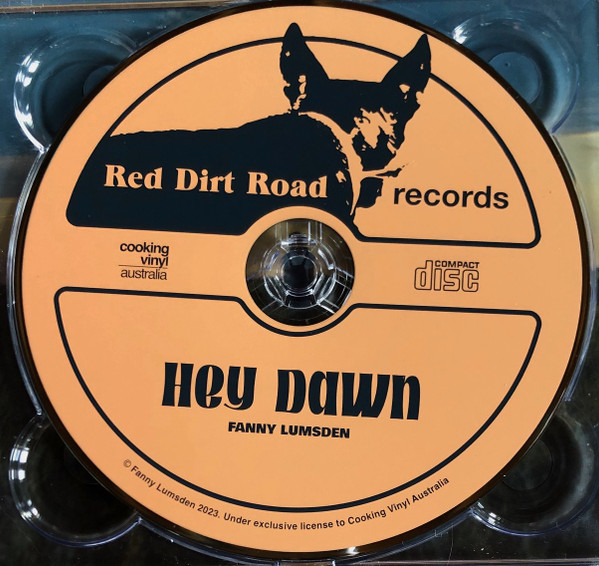 Red Dirt Road
records
cooking
vinyl
australia
COMPACT
disc
Hey Dawn
FANNY LUMSDEN
© Fanny Lumsden 2023. Under exclusive license to Cooking Vinyl Australia